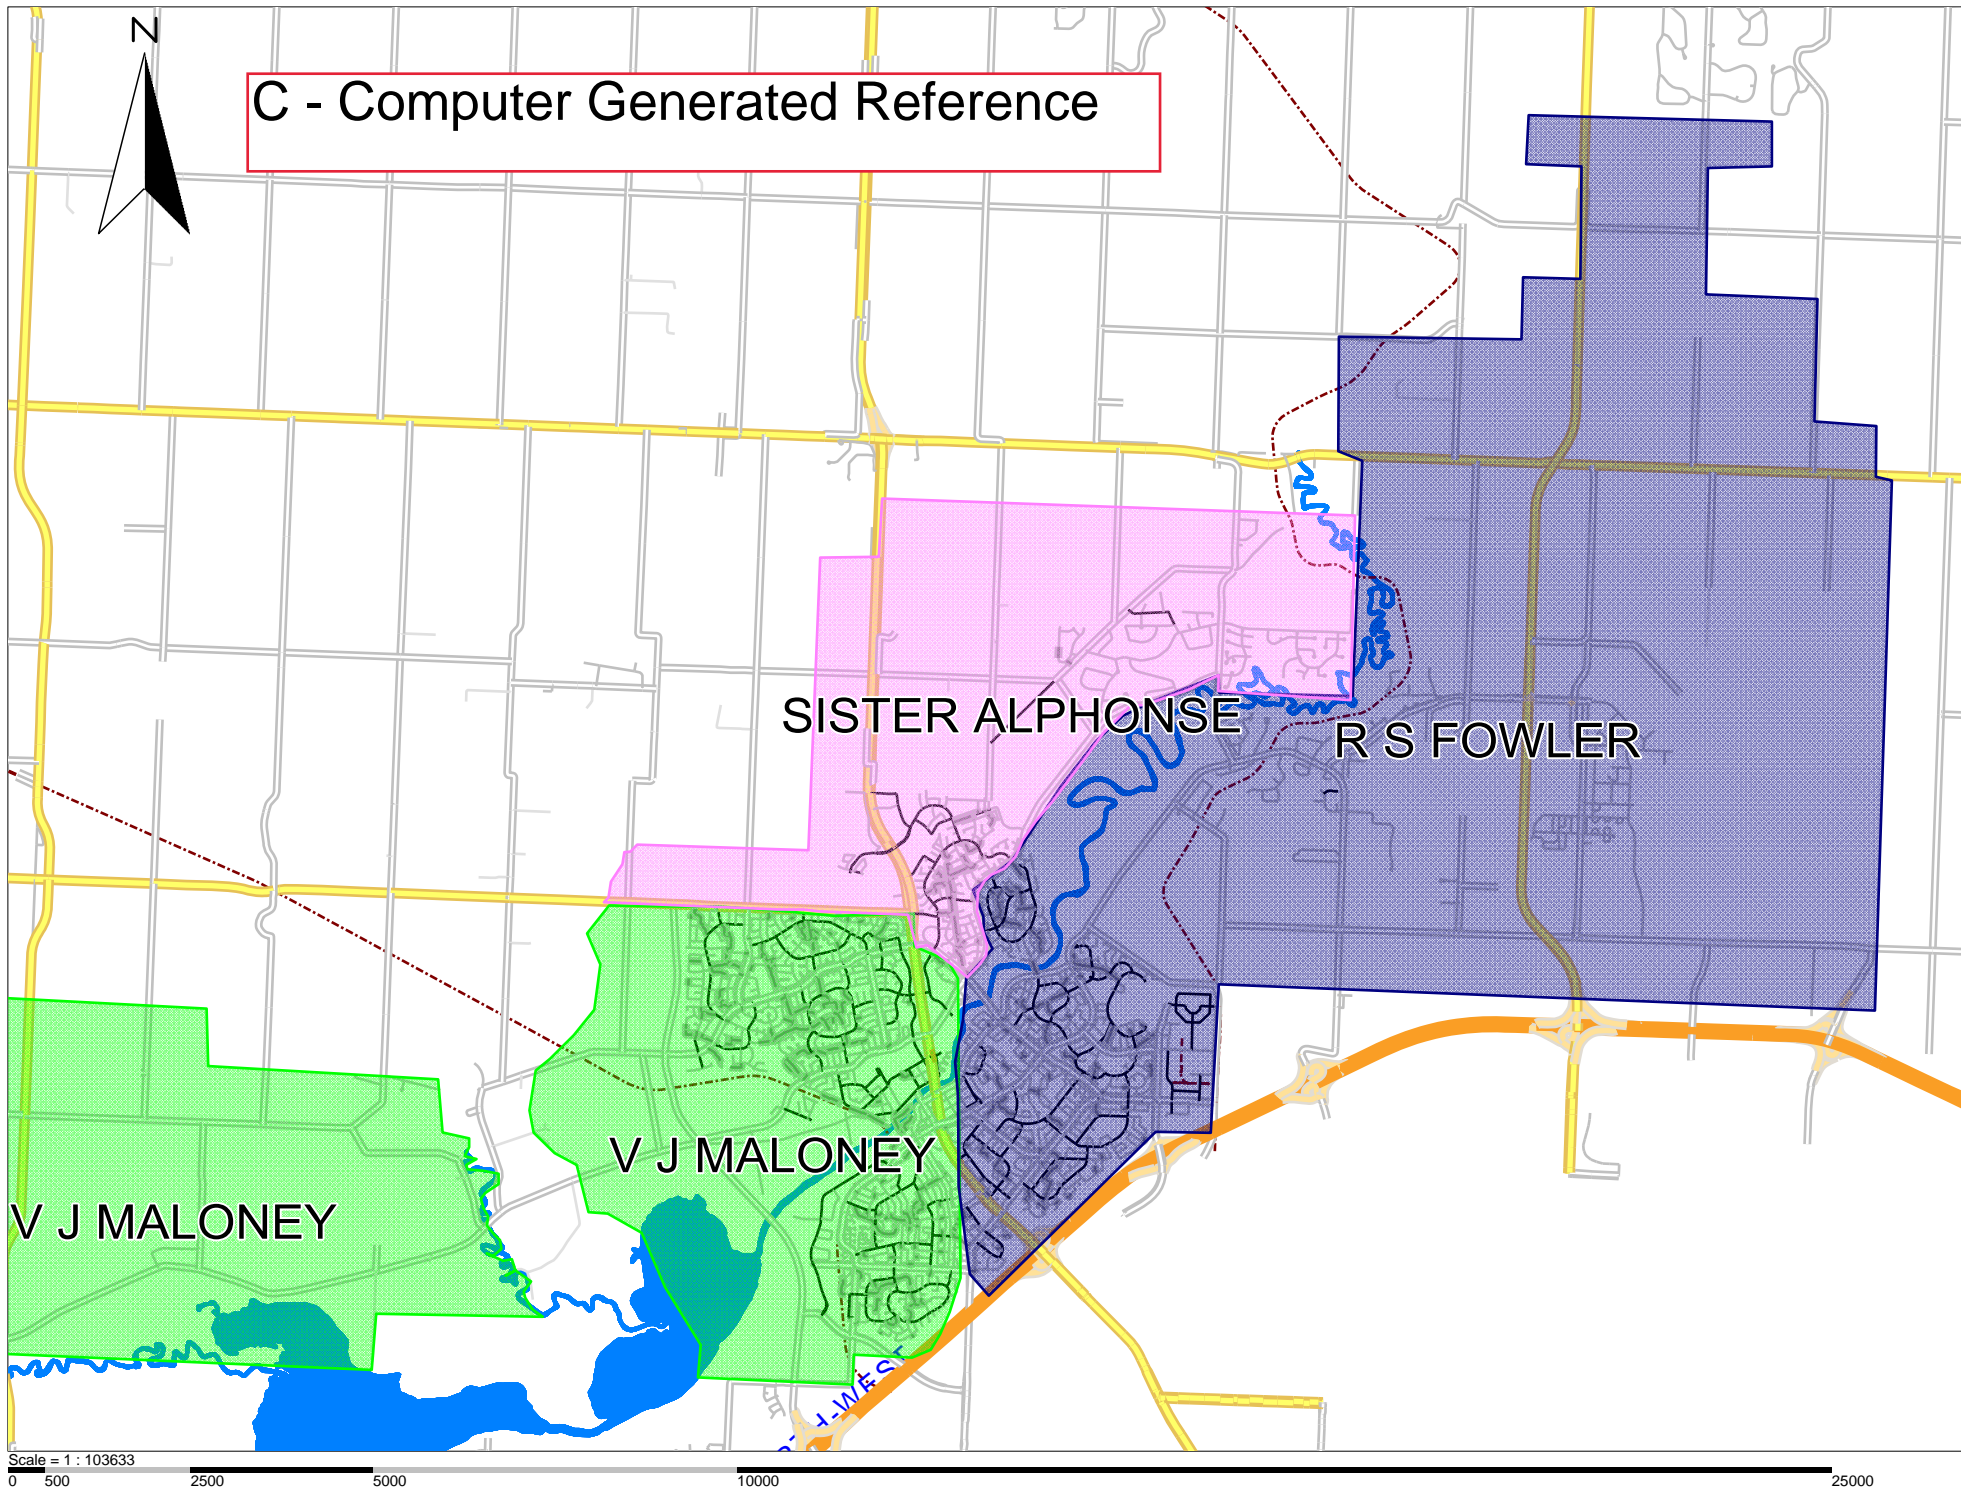 N
C - Computer Generated Reference
SISTER ALPHONSE
R S FOWLER
V J MALONEY
V J MALONEY
Scale = 1 : 103633
0 500 2500 5000 10000 25000